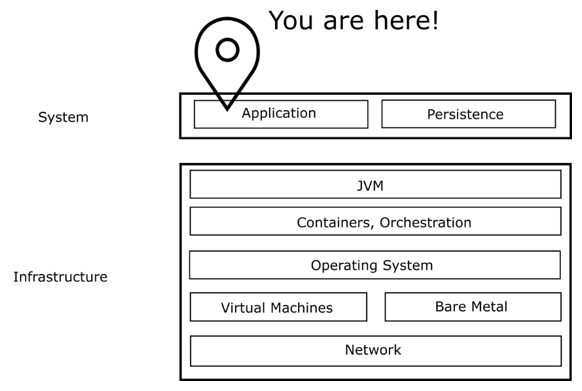 You are here!
System
Application
Persistence
Infrastructure
JVM
Containers, Orchestration
Operating System
Virtual Machines
Bare Metal
Network